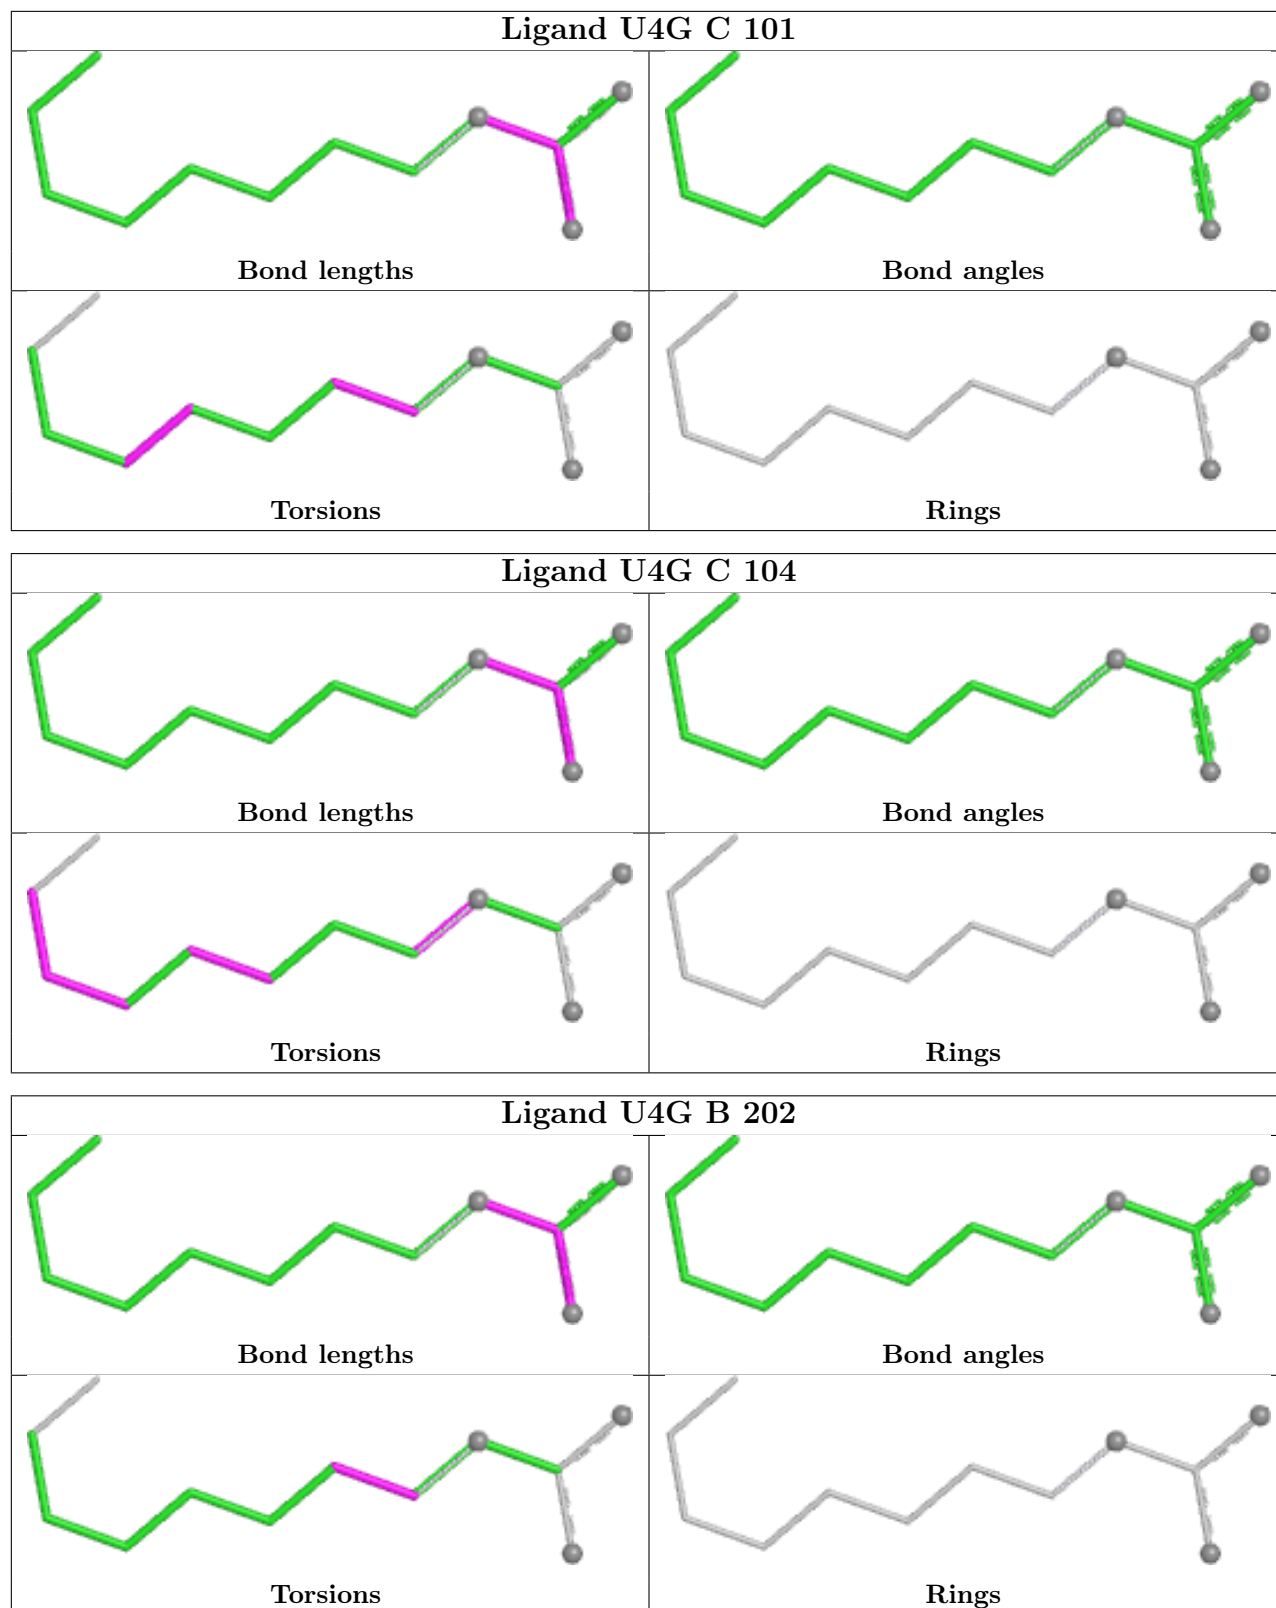 Ligand U4G C 101
Bond lengths
Bond angles
Torsions
Rings
Ligand U4G C 104
Bond lengths
Bond angles
Torsions
Rings
Ligand U4G B 202
Bond lengths
Bond angles
Torsions
Rings